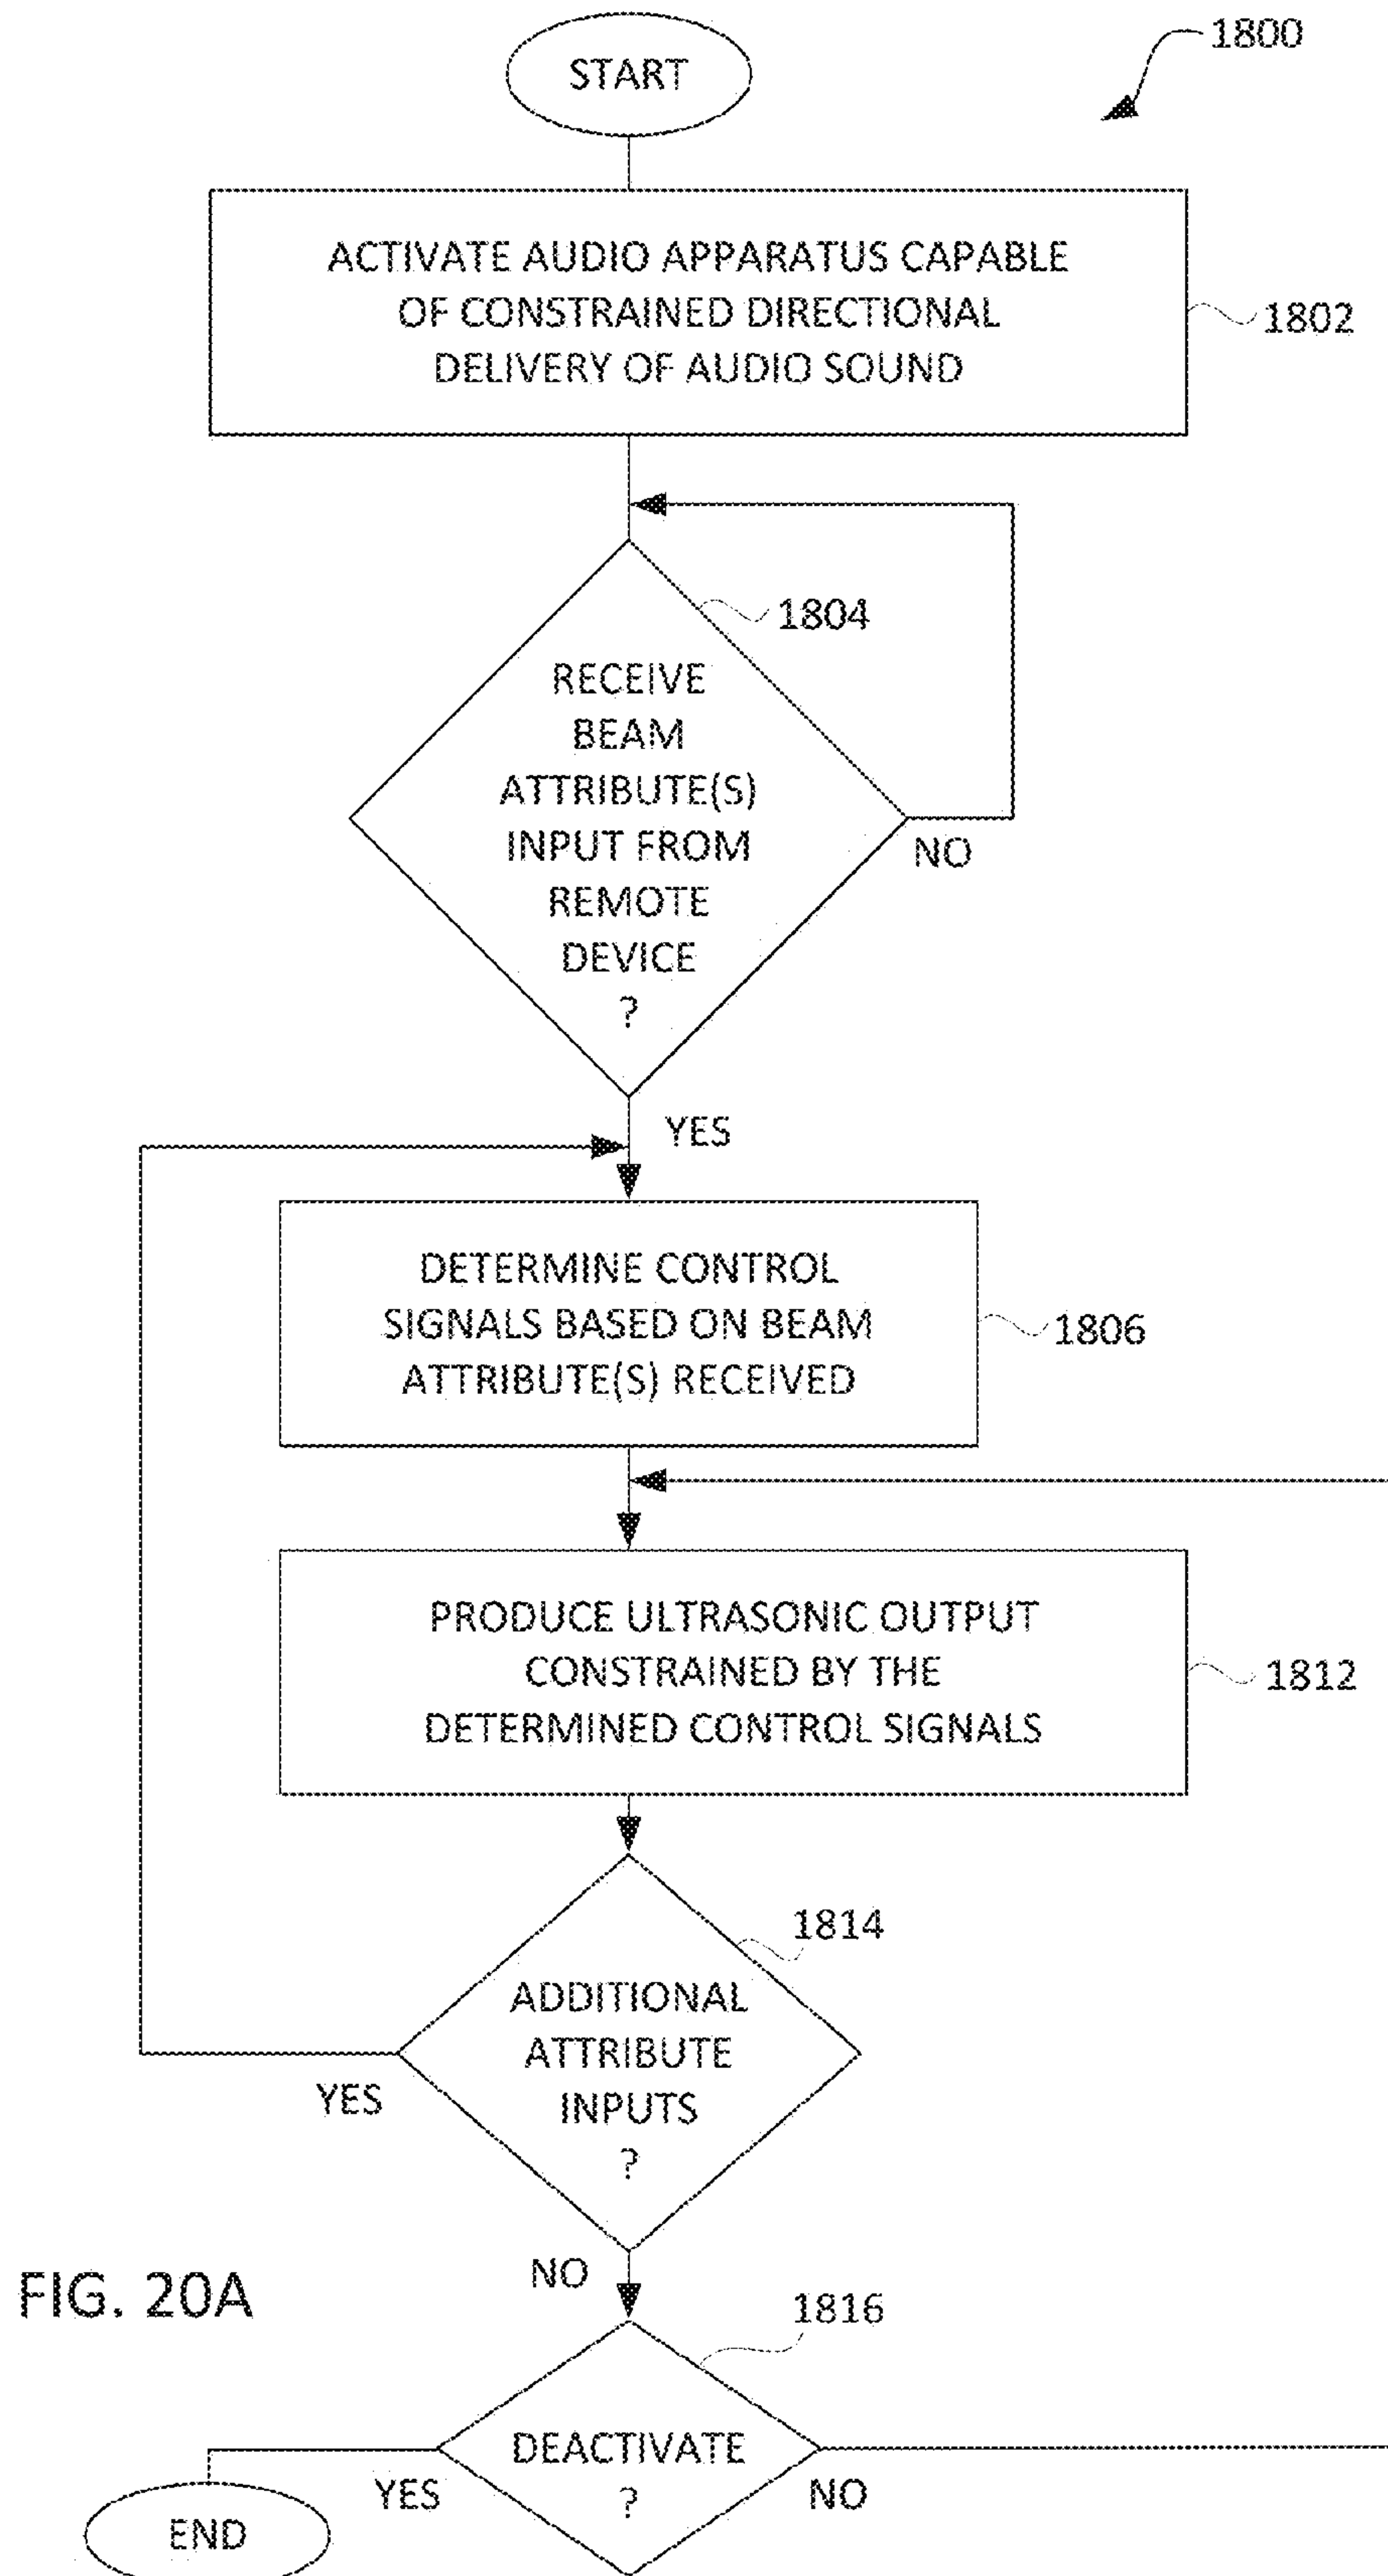 START
1800
ACTIVATE AUDIO APPARATUS CAPABLE
OF CONSTRAINED DIRECTIONAL
DELIVERY OF AUDIO SOUND
1802
1804
RECEIVE
BEAM
ATTRIBUTE(S)
INPUT FROM
REMOTE
DEVICE
?
NO
YES
DETERMINE CONTROL
SIGNALS BASED ON BEAM
ATTRIBUTE(S) RECEIVED
1806
PRODUCE ULTRASONIC OUTPUT
CONSTRAINED BY THE
DETERMINED CONTROL SIGNALS
1812
1814
ADDITIONAL
ATTRIBUTE
INPUTS
?
YES
NO
FIG. 20A
1816
DEACTIVATE
?
YES
NO
END